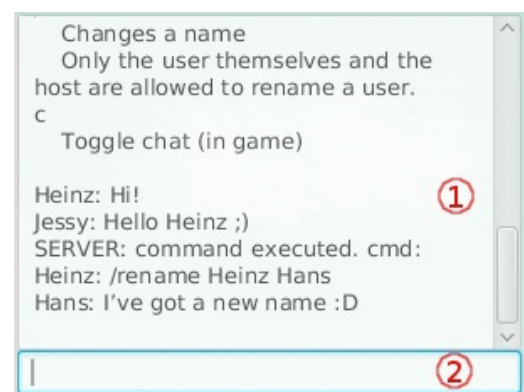 Changes a name
Only the user themselves and the
host are allowed to rename a user.
c
Toggle chat (in game)
Heinz: Hi!
1
Jessy: Hello Heinz ;)
SERVER: command executed. cmd:
Heinz: /rename Heinz Hans
Hans: I've got a new name :D
2